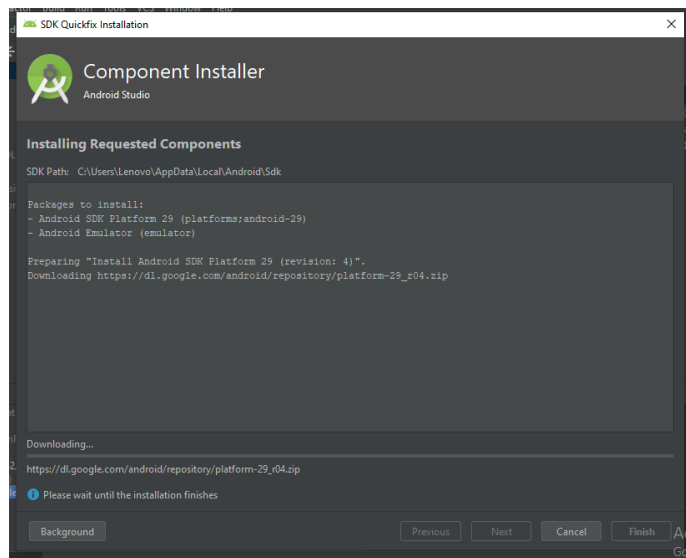 SDK Quickfix Installation
Component Installer
Android Studio
Installing Requested Components
SDK Path: C:\Users\Lenovo\AppData\Local\Android\Sdk
Packages to install:
- Android SDK Platform 29 (platforms;android-29)
- Android Emulator (emulator)
Preparing "Install Android SDK Platform 29 (revision: 4)".
Downloading https://dl.google.com/android/repository/platform-29_r04.zip
Downloading...
https://dl.google.com/android/repository/platform-29_r04.zip
Please wait until the installation finishes
Background
Previous
Next
Cancel
Finish